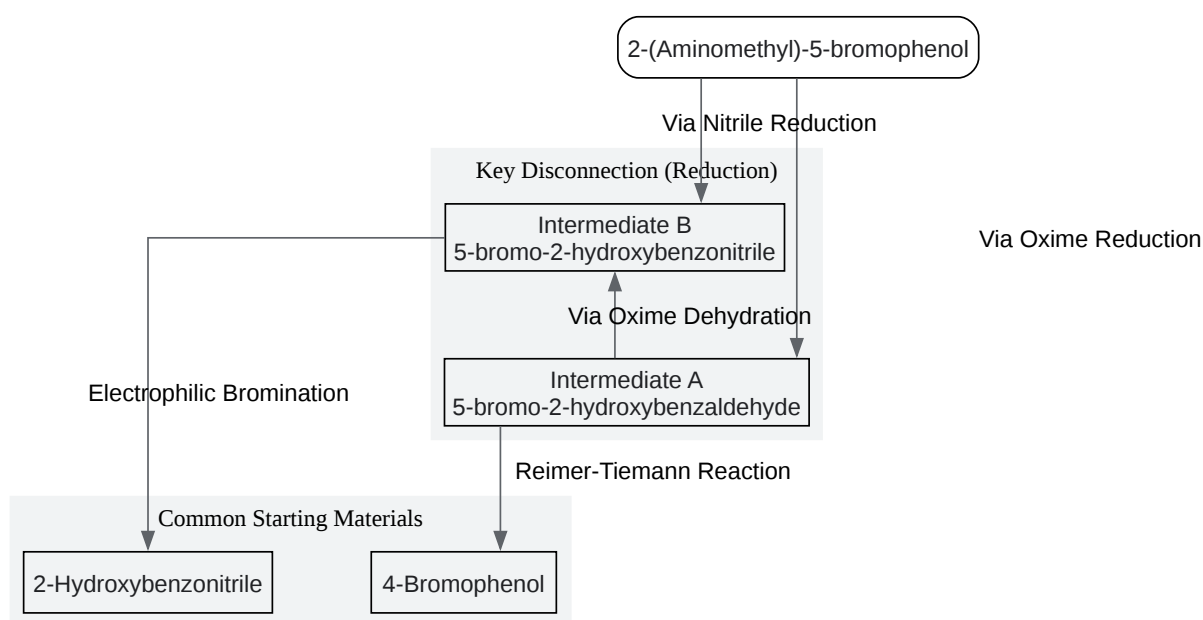 2-(Aminomethyl)-5-bromophenol
Via Nitrile Reduction
Key Disconnection (Reduction)
Intermediate B
5-bromo-2-hydroxybenzonitrile
Via Oxime Reduction
Via Oxime Dehydration
Intermediate A
5-bromo-2-hydroxybenzaldehyde
Electrophilic Bromination
Reimer-Tiemann Reaction
Common Starting Materials
2-Hydroxybenzonitrile
4-Bromophenol